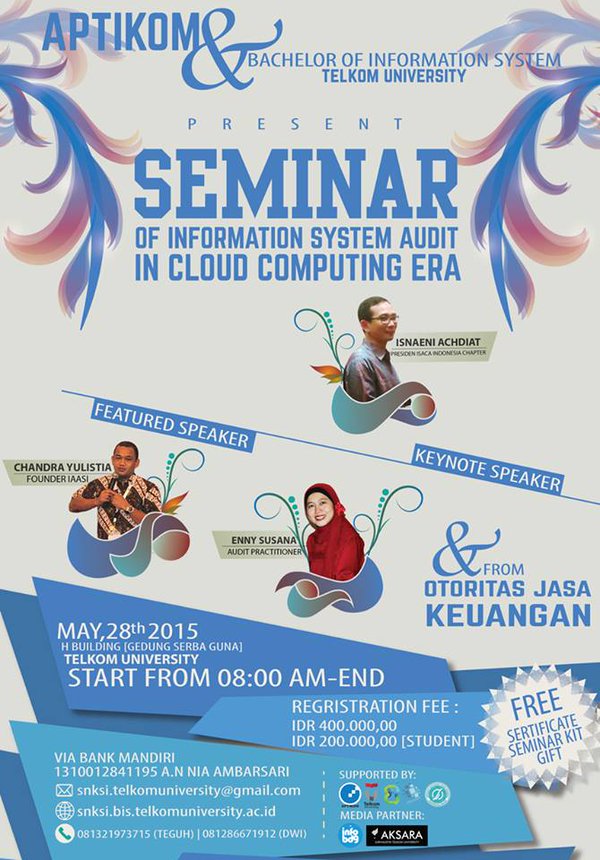 APTIKOM
&
BACHELOR OF INFORMATION SYSTEM
TELKOM UNIVERSITY
PRESENT
SEMINAR
OF INFORMATION SYSTEM AUDIT
IN CLOUD COMPUTING ERA
ISNAENI ACHDIAT
PRESIDEN ISACA INDONESIA CHAPTER
FEATURED SPEAKER
KEYNOTE SPEAKER
CHANDRA YULISTIA
FOUNDER IAASI
ENNY SUSANA
AUDIT PRACTITIONER
& FROM
OTORITAS JASA
KEUANGAN
MAY,28th 2015
H BUILDING [GEDUNG SERBA GUNA]
TELKOM UNIVERSITY
START FROM 08:00 AM-END
REGRISTRATION FEE :
IDR 400.000,00
IDR 200.000,00 [STUDENT]
FREE
SERTIFICATE
SEMINAR KIT
GIFT
VIA BANK MANDIRI
1310012841195 A.N NIA AMBARSARI
snksi.telkomuniversity@gmail.com
snksi.bis.telkomuniversity.ac.id
081321973715 (TEGUH) | 081286671912 (DWI)
SUPPORTED BY:
MEDIA PARTNER:
info
bdg
AKSARA